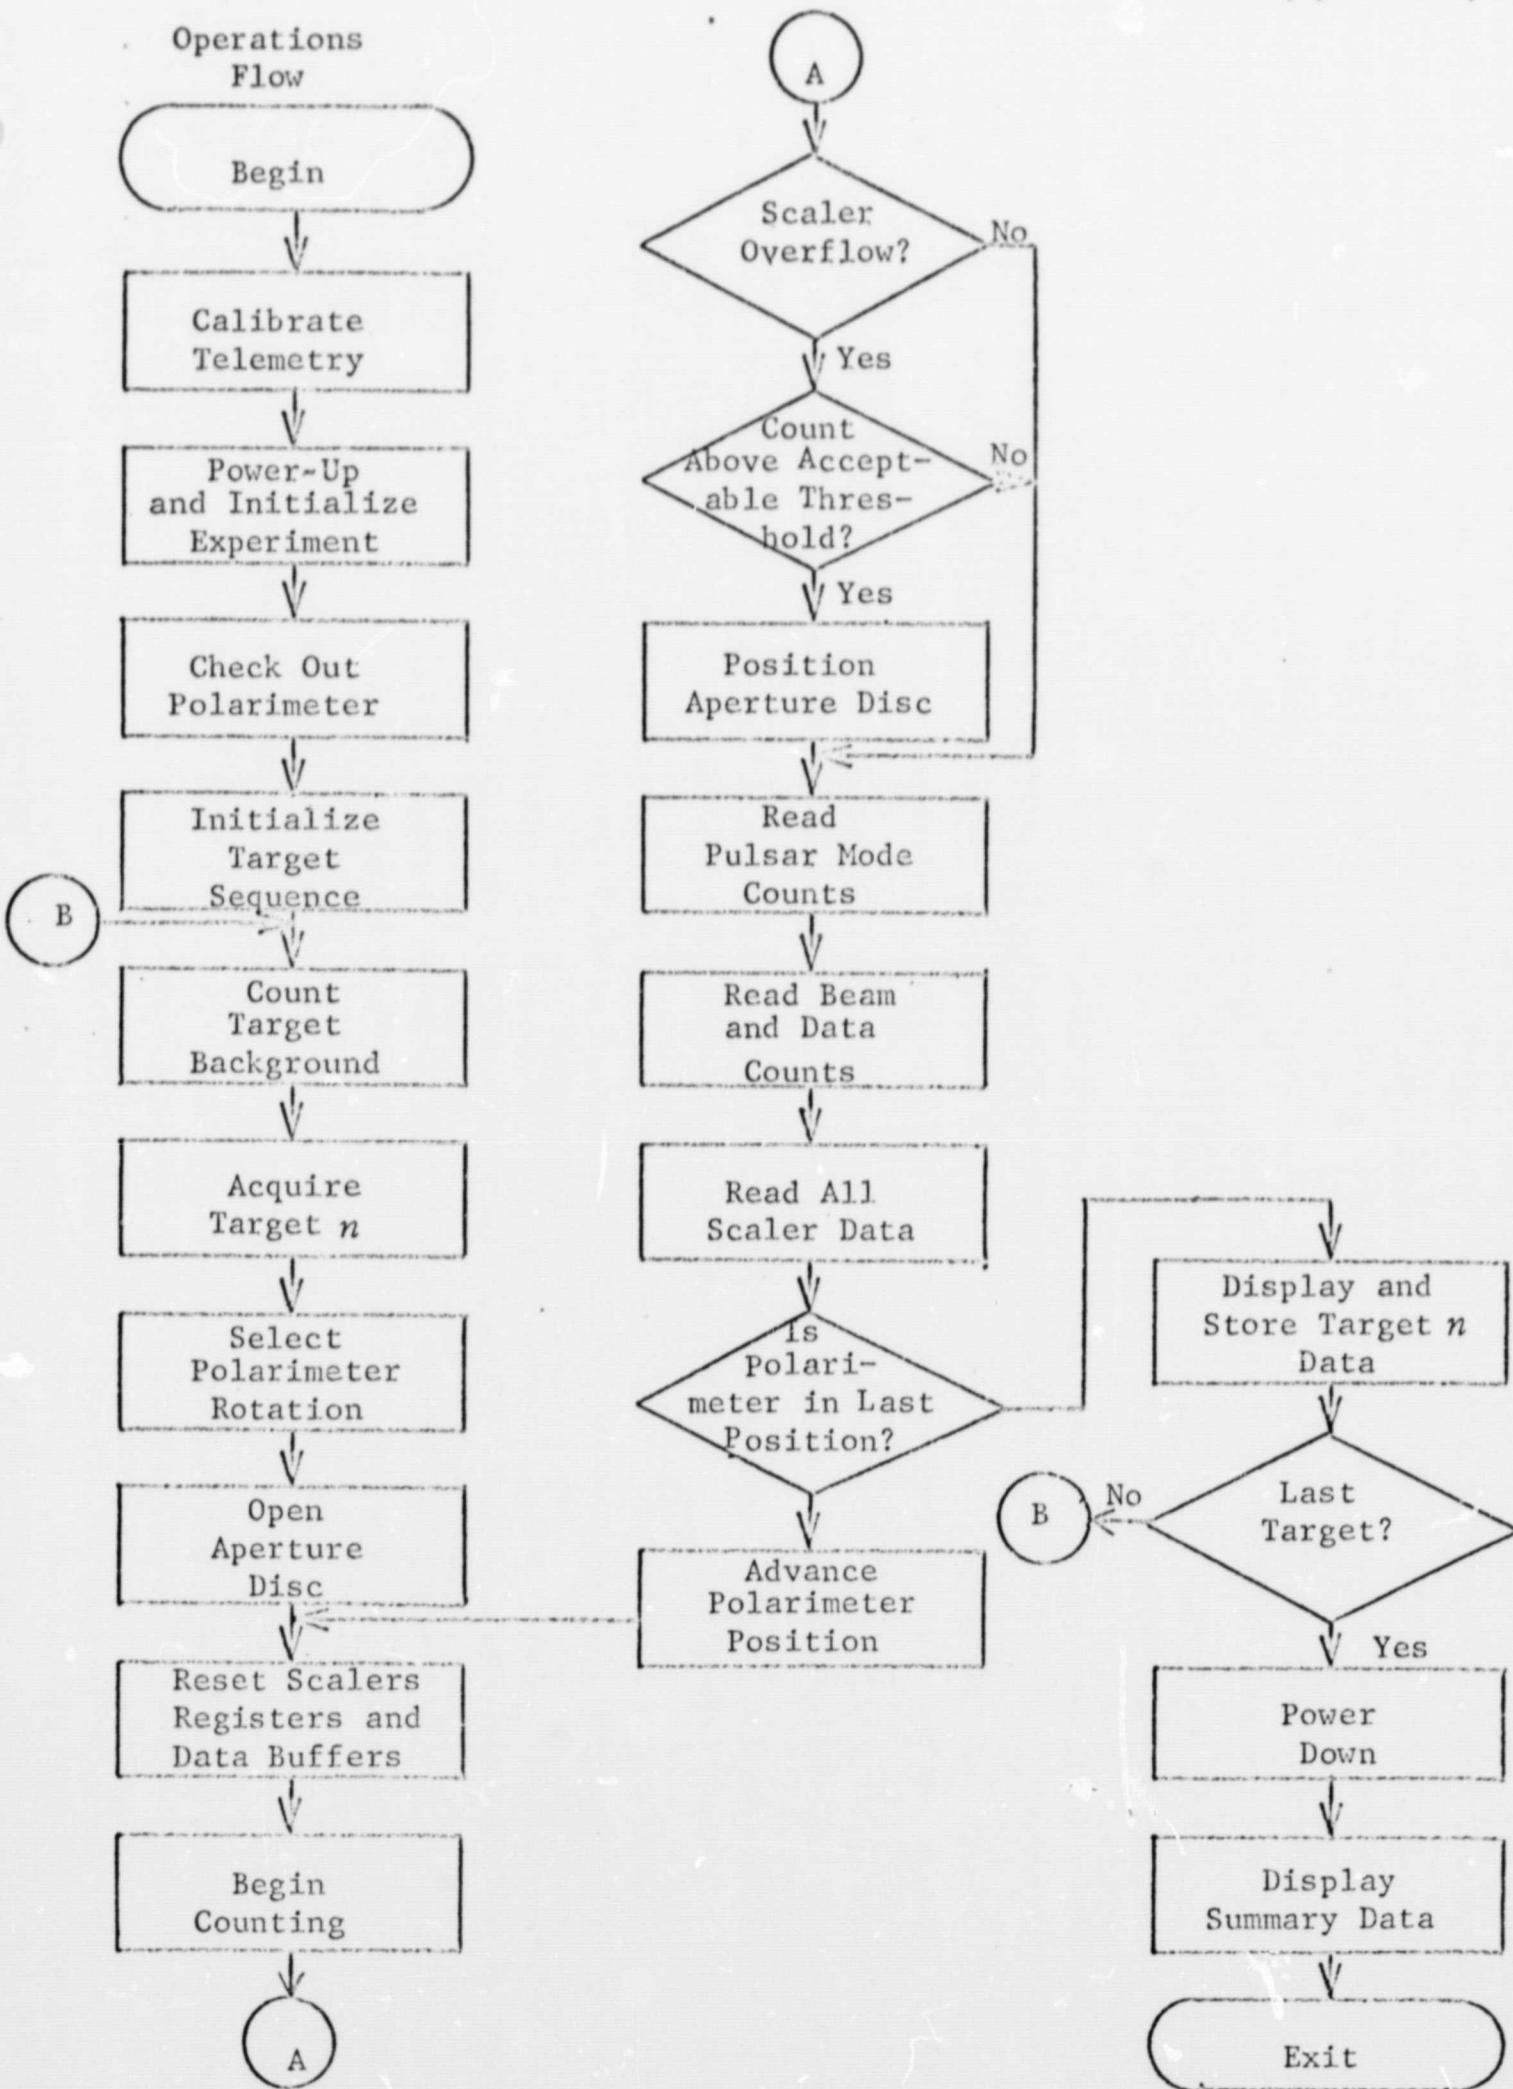 Operations
Flow
Begin
Calibrate
Telemetry
Power-Up
and Initialize
Experiment
Check Out
Polarimeter
Initialize
Target
Sequence
B
Count
Target
Background
Acquire
Target n
Select
Polarimeter
Rotation
Open
Aperture
Disc
Reset Scalers
Registers and
Data Buffers
Begin
Counting
A
A
Scaler
Overflow?
No
Yes
Count
Above Accept-
able Thres-
hold?
No
Yes
Position
Aperture Disc
Read
Pulsar Mode
Counts
Read Beam
and Data
Counts
Read All
Scaler Data
Is
Polari-
meter in Last
Position?
Advance
Polarimeter
Position
Display and
Store Target n
Data
Last
Target?
No
B
Yes
Power
Down
Display
Summary Data
Exit